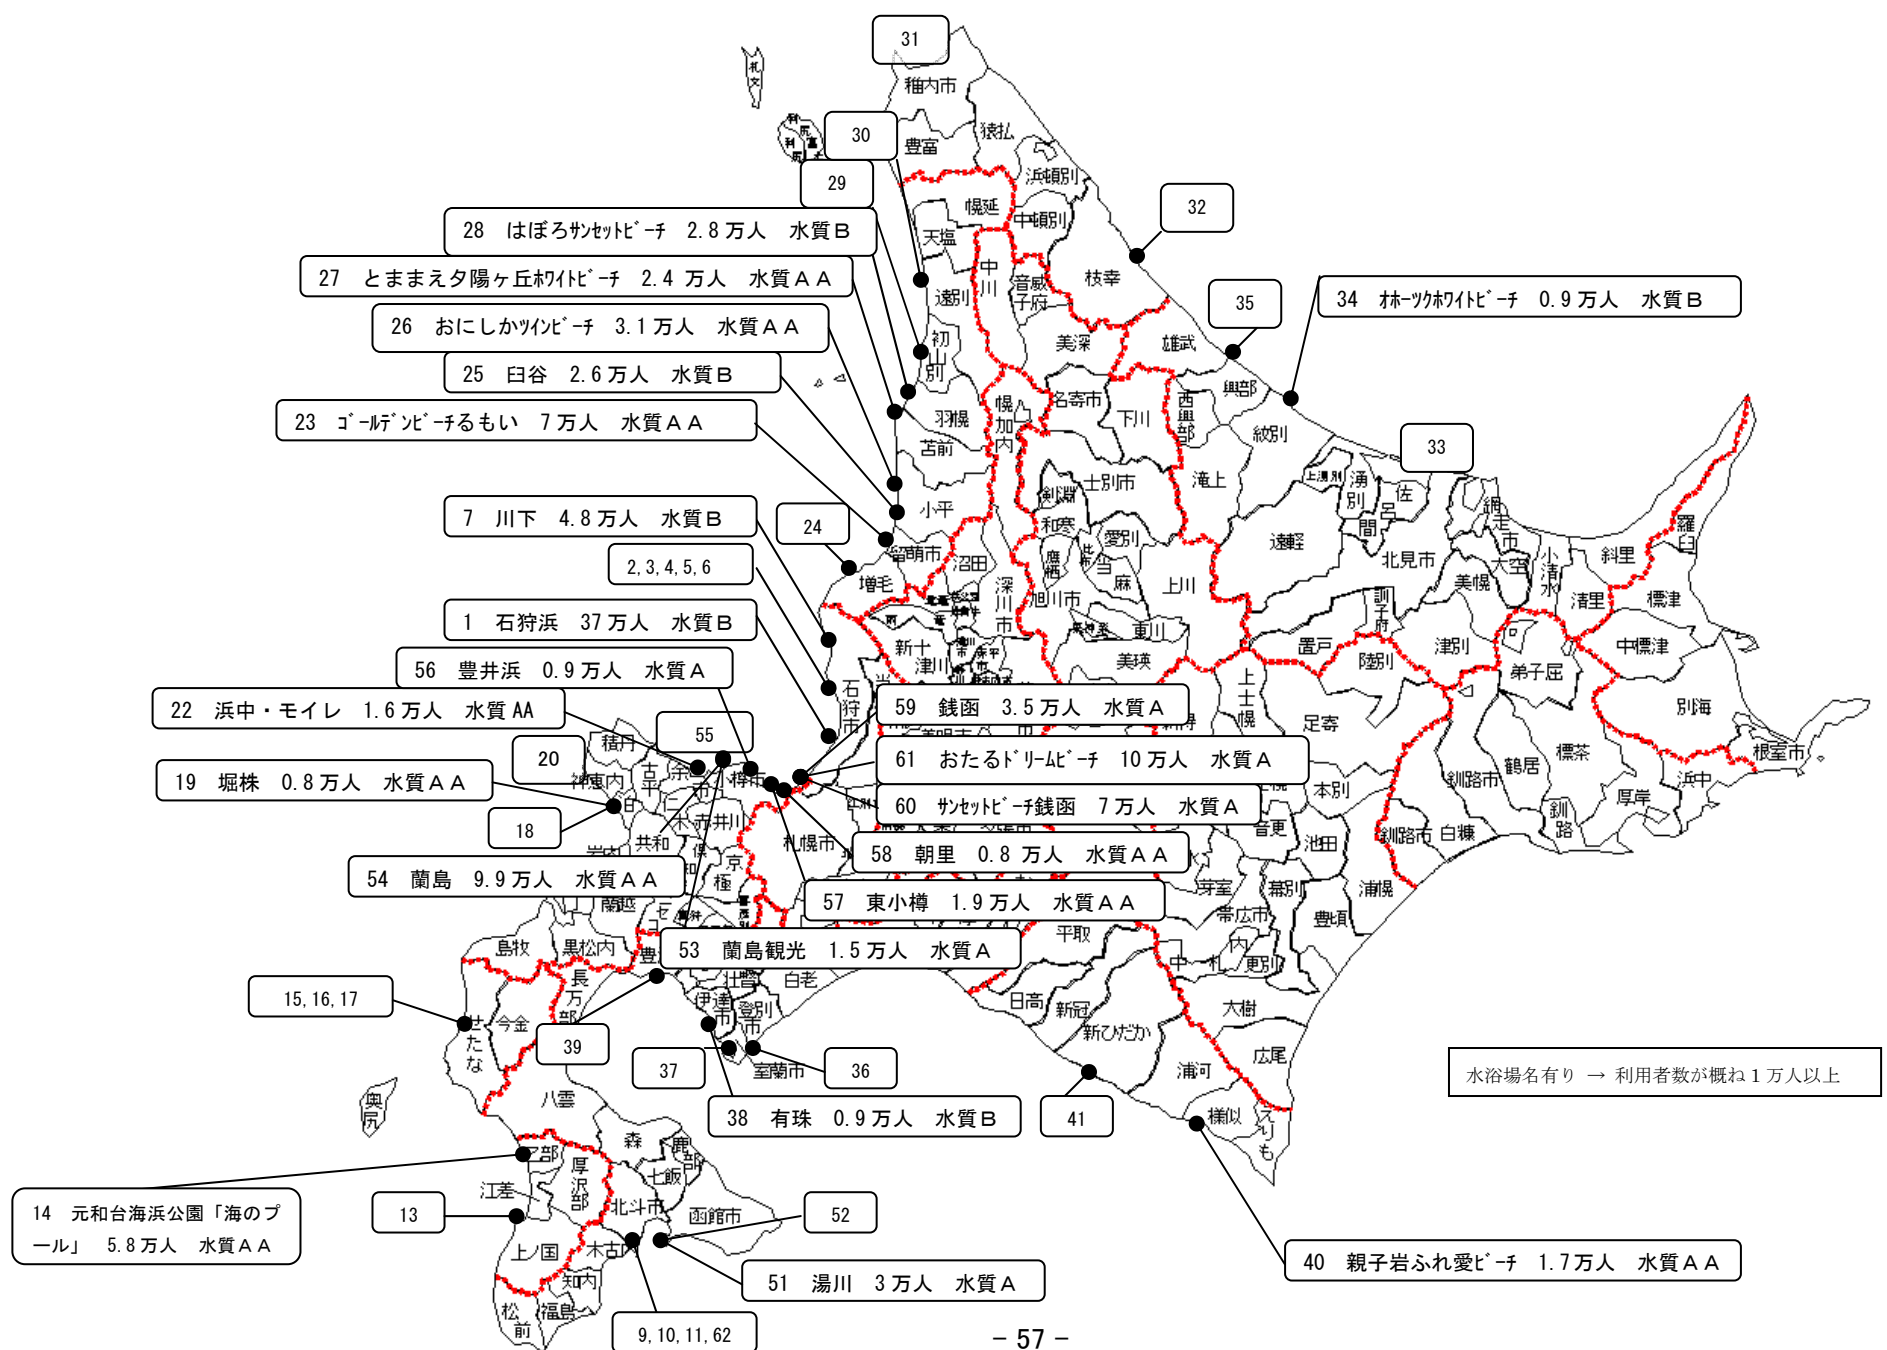 31
稚内市
礼文
30
猿払
豊富
29
浜頓別
幌延
中頓別
32
28 はぼろサンセットビーチ 2.8万人 水質B
天塩
27 とままえ夕陽ヶ丘ホワイトビーチ 2.4万人 水質AA
中川
音威子府
枝幸
遠別
35
34 オホーツクホワイトビーチ 0.9万人 水質B
26 おにしかツインビーチ 3.1万人 水質AA
初山別
美深
雄武
25 臼谷 2.6万人 水質B
興部
名寄市
下川
西興部
23 ゴールデンビーチるもい 7万人 水質AA
羽幌
幌加内
紋別
33
苫前
士別市
滝上
上湧別
湧別
佐呂間
剣淵
小平
網走市
7 川下 4.8万人 水質B
24
和寒
愛別
遠軽
北見市
羅臼
斜里
小清水
大空
留萌市
沼田
鷹栖
比布
当麻
上川
美幌
清里
標津
2,3,4,5,6
増毛
深川市
旭川市
訓子府
1 石狩浜 37万人 水質B
東川
置戸
陸別
津別
中標津
新十津川
美瑛
弟子屈
56 豊井浜 0.9万人 水質A
上士幌
石狩市
59 銭函 3.5万人 水質A
足寄
別海
22 浜中・モイレ 1.6万人 水質AA
55
積丹
20
神恵内
古平
標茶
根室市
61 おたるドリームビーチ 10万人 水質A
19 堀株 0.8万人 水質AA
本別
釧路市
鶴居
浜中
60 サンセットビーチ銭函 7万人 水質A
厚岸
18
赤井川
共和
札幌市
音更
池田
釧路市
白糠
釧路
58 朝里 0.8万人 水質AA
54 蘭島 9.9万人 水質AA
京極
芽室
幕別
浦幌
57 東小樽 1.9万人 水質AA
蘭越
帯広市
豊頃
島牧
黒松内
53 蘭島観光 1.5万人 水質A
平取
更別
壮瞥
白老
15,16,17
長万部
伊達市
登別市
日高
新冠
大樹
せたな
今金
新ひだか
39
広尾
37
室蘭市
36
浦河
水浴場名有り → 利用者数が概ね1万人以上
奥尻
八雲
38 有珠 0.9万人 水質B
41
様似
えりも
森
鹿部
厚沢部
七飯
14 元和台海浜公園「海のプ
ール」 5.8万人 水質AA
江差
13
北斗市
函館市
52
上ノ国
木古内
40 親子岩ふれ愛ビーチ 1.7万人 水質AA
知内
51 湯川 3万人 水質A
松前
福島
9,10,11,62
－57－